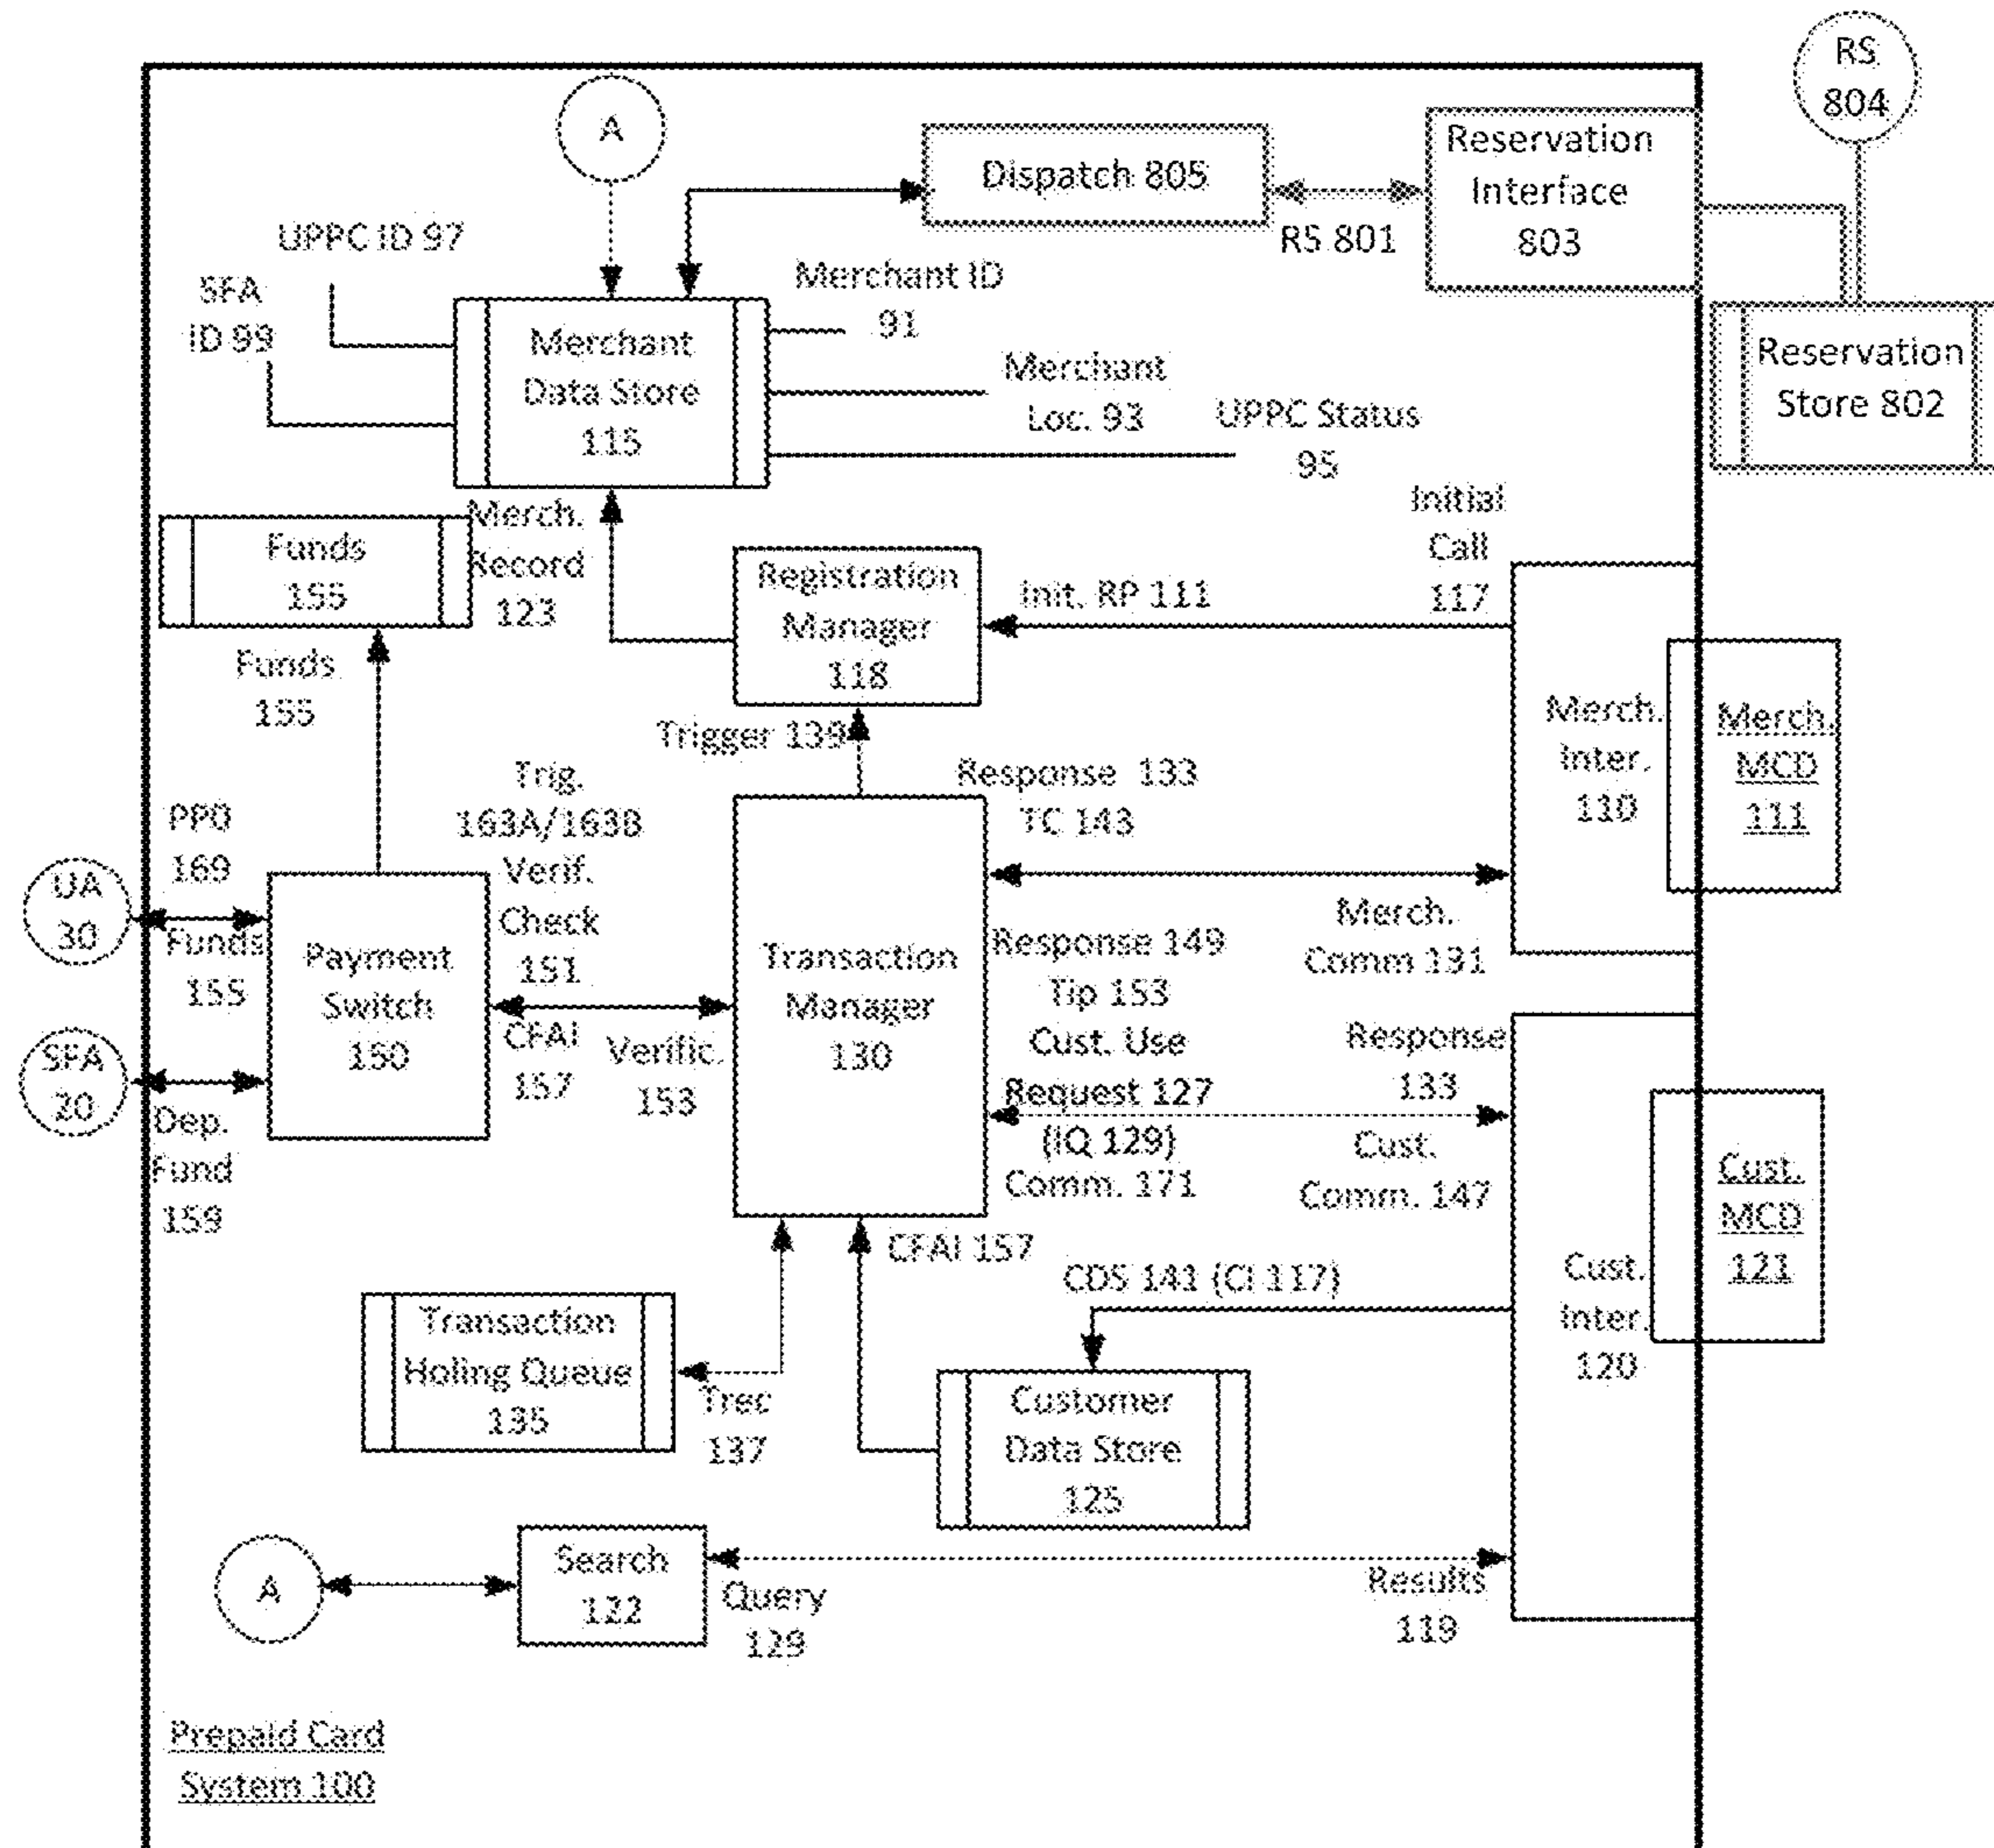 RS
804
A
Dispatch 805
Reservation
Interface
803
RS 801
UPPC ID 97
SFA
ID 99
Merchant ID
91
Merchant
Data Store
115
Merchant
Loc. 93
UPPC Status
95
Reservation
Store 802
Initial
Call
117
Funds
155
Merch.
Record
123
Registration
Manager
118
Init. RP 111
Funds
155
Trigger 139
Merch.
Inter.
110
Merch.
MCD
111
PPO
169
Trig.
163A/163B
Verif.
Check
151
Response 133
TC 143
UA
30
Funds
155
Payment
Switch
150
CFAI
157
Verific.
153
Transaction
Manager
130
Merch.
Comm 131
Response 149
Tip 153
Cust. Use
Request 127
(IQ 129)
Comm. 171
Response
133
Cust.
Comm. 147
SFA
20
Dep.
Fund
159
Cust.
MCD
121
CFAI 157
CDS 141 (CI 117)
Cust.
Inter.
120
Transaction
Holing Queue
135
Trec
137
Customer
Data Store
125
A
Search
122
Query
129
Results
119
Prepaid Card
System 100